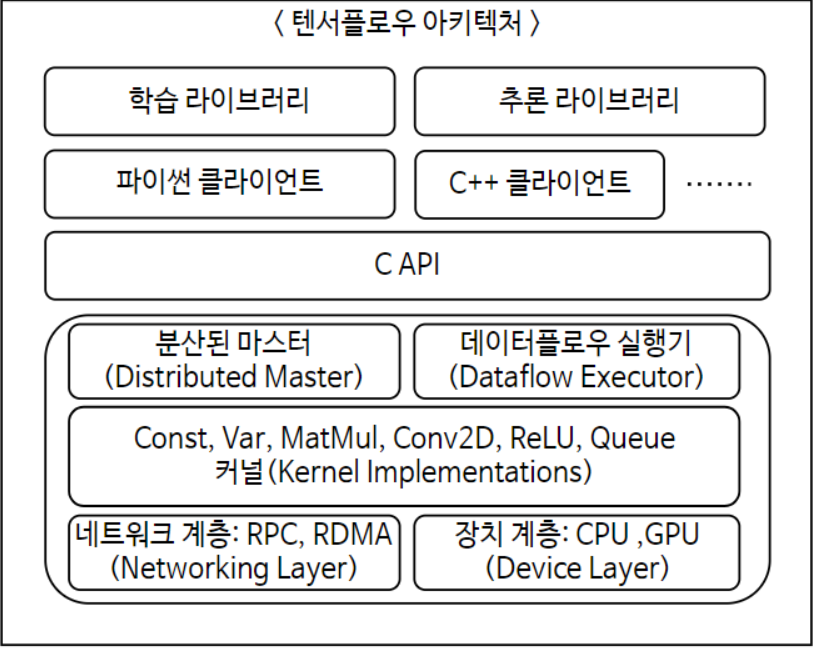 〈 텐서플로우 아키텍처 〉
학습 라이브러리
추론 라이브러리
파이썬 클라이언트
C++ 클라이언트
·······
C API
분산된 마스터
(Distributed Master)
데이터플로우 실행기
(Dataflow Executor)
Const, Var, MatMul, Conv2D, ReLU, Queue
커널(Kernel Implementations)
네트워크 계층: RPC, RDMA
(Networking Layer)
장치 계층: CPU ,GPU
(Device Layer)